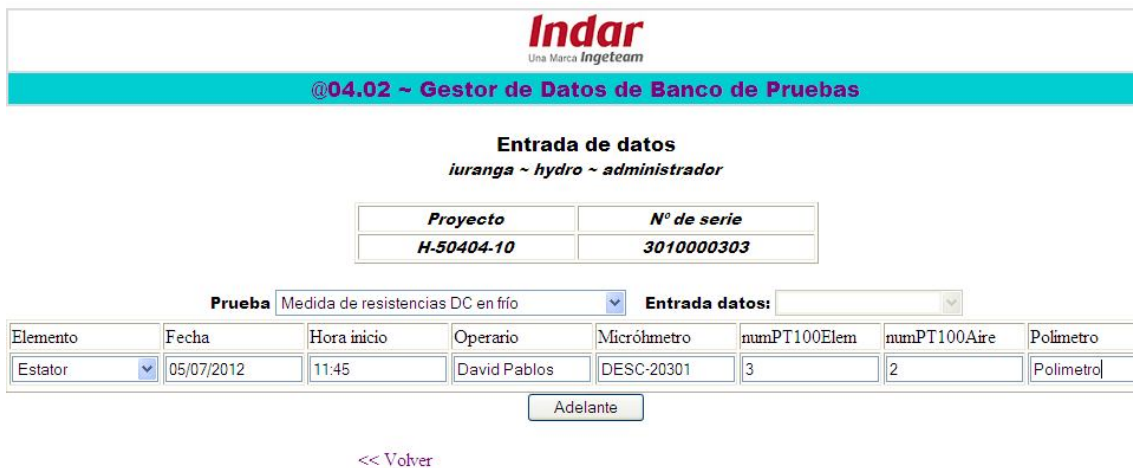 Indar
Una Marca Ingeteam
@04.02 ~ Gestor de Datos de Banco de Pruebas
Entrada de datos
iuranga ~ hydro ~ administrador
Proyecto Nº de serie
H-50404-10 3010000303
Prueba Medida de resistencias DC en frío Entrada datos:
Elemento Fecha Hora inicio Operario Micróhmetro numPT100Elem numPT100Aire Polimetro
Estator 05/07/2012 11:45 David Pablos DESC-20301 3 2 Polimetro
Adelante
<< Volver